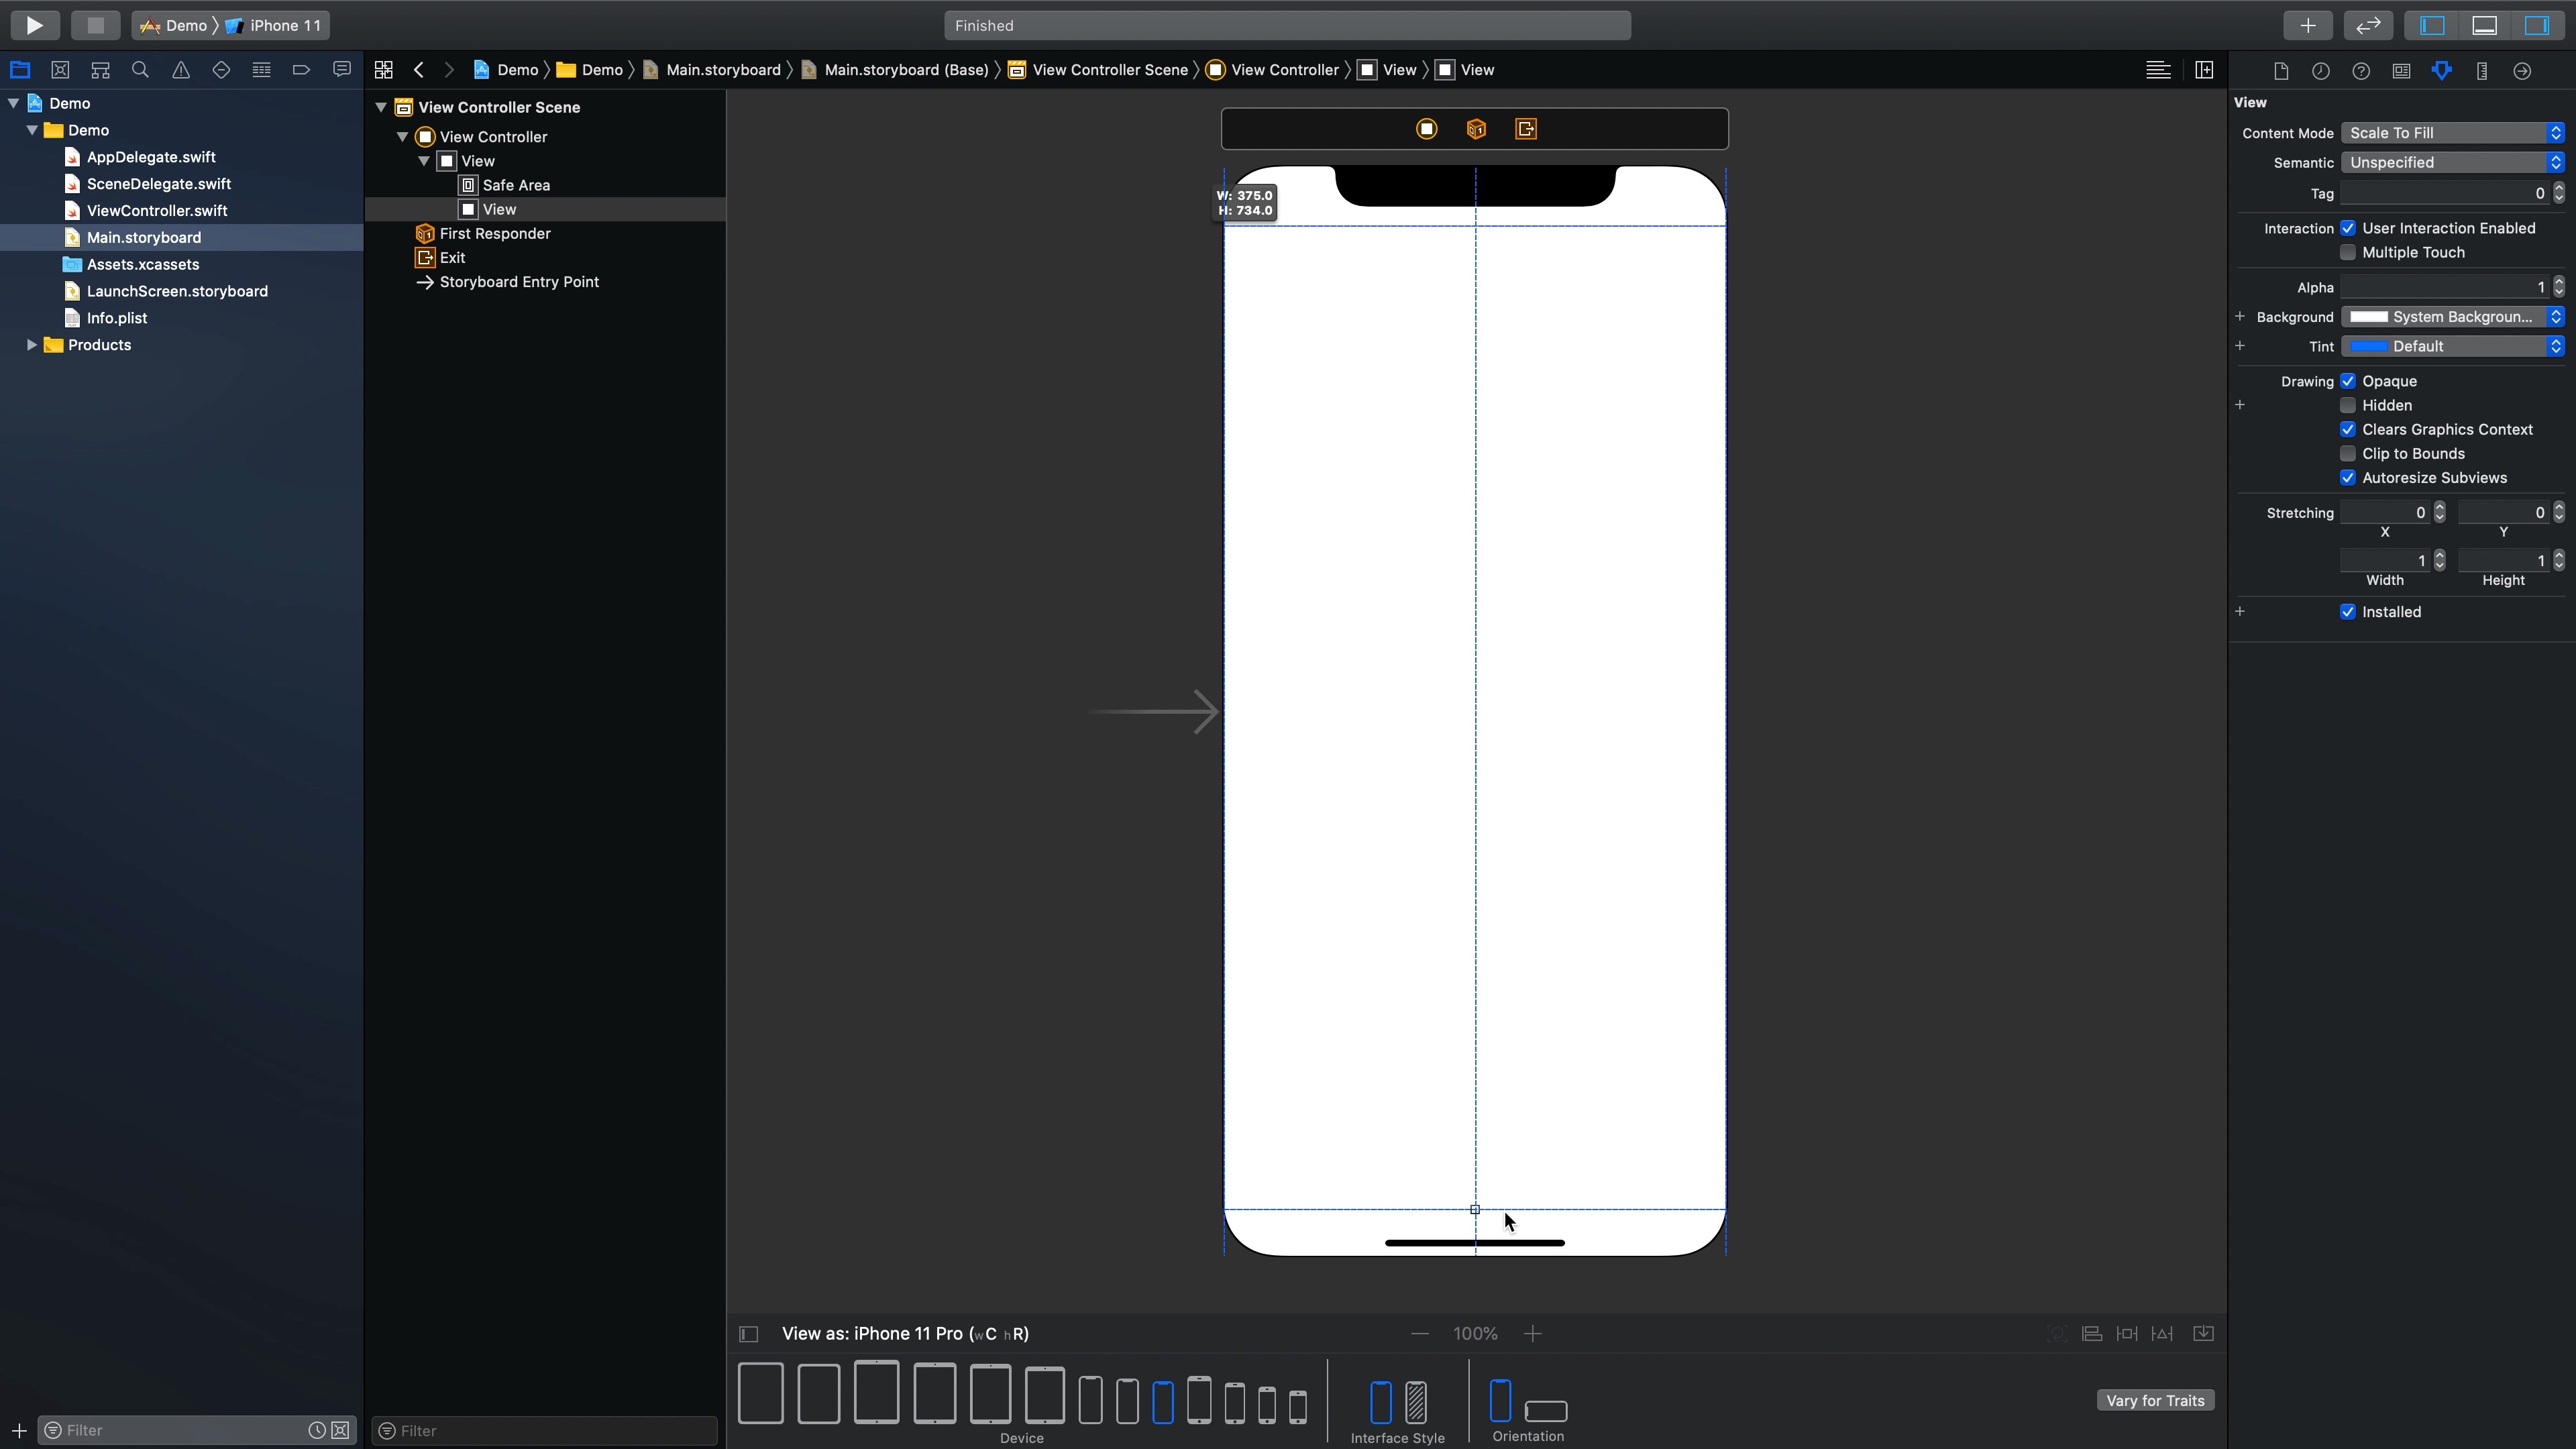 Demo
iPhone 11
Finished
Demo
Demo
Main.storyboard
Main.storyboard (Base)
View Controller Scene
View Controller
View
View
Demo
Demo
AppDelegate.swift
SceneDelegate.swift
ViewController.swift
Main.storyboard
Assets.xcassets
LaunchScreen.storyboard
Info.plist
Products
View Controller Scene
View Controller
View
Safe Area
View
First Responder
Exit
Storyboard Entry Point
W: 375.0
H: 734.0
View
Content Mode Scale To Fill
Semantic Unspecified
Tag 0
Interaction User Interaction Enabled
Multiple Touch
Alpha 1
Background System Backgroun...
Tint Default
Drawing Opaque
Hidden
Clears Graphics Context
Clip to Bounds
Autoresize Subviews
Stretching 0 0
X Y
1 1
Width Height
Installed
View as: iPhone 11 Pro (wC hR)
100%
Vary for Traits
Device
Interface Style
Orientation
Filter
Filter